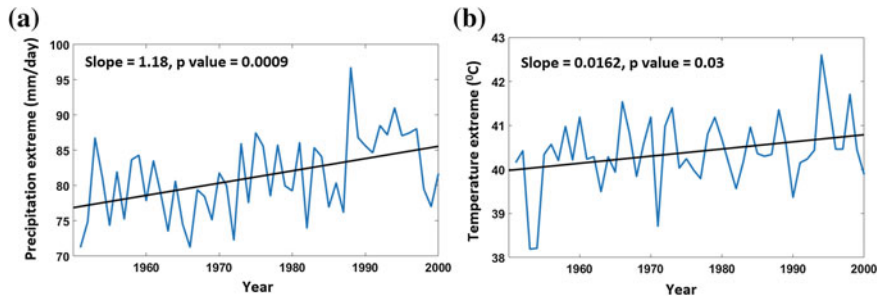 (a)
Slope = 1.18, p value = 0.0009
Precipitation extreme (mm/day)
100
95
90
85
80
75
70
1960
1970
1980
1990
2000
Year
(b)
Slope = 0.0162, p value = 0.03
Temperature extreme (⁰C)
43
42
41
40
39
38
1960
1970
1980
1990
2000
Year